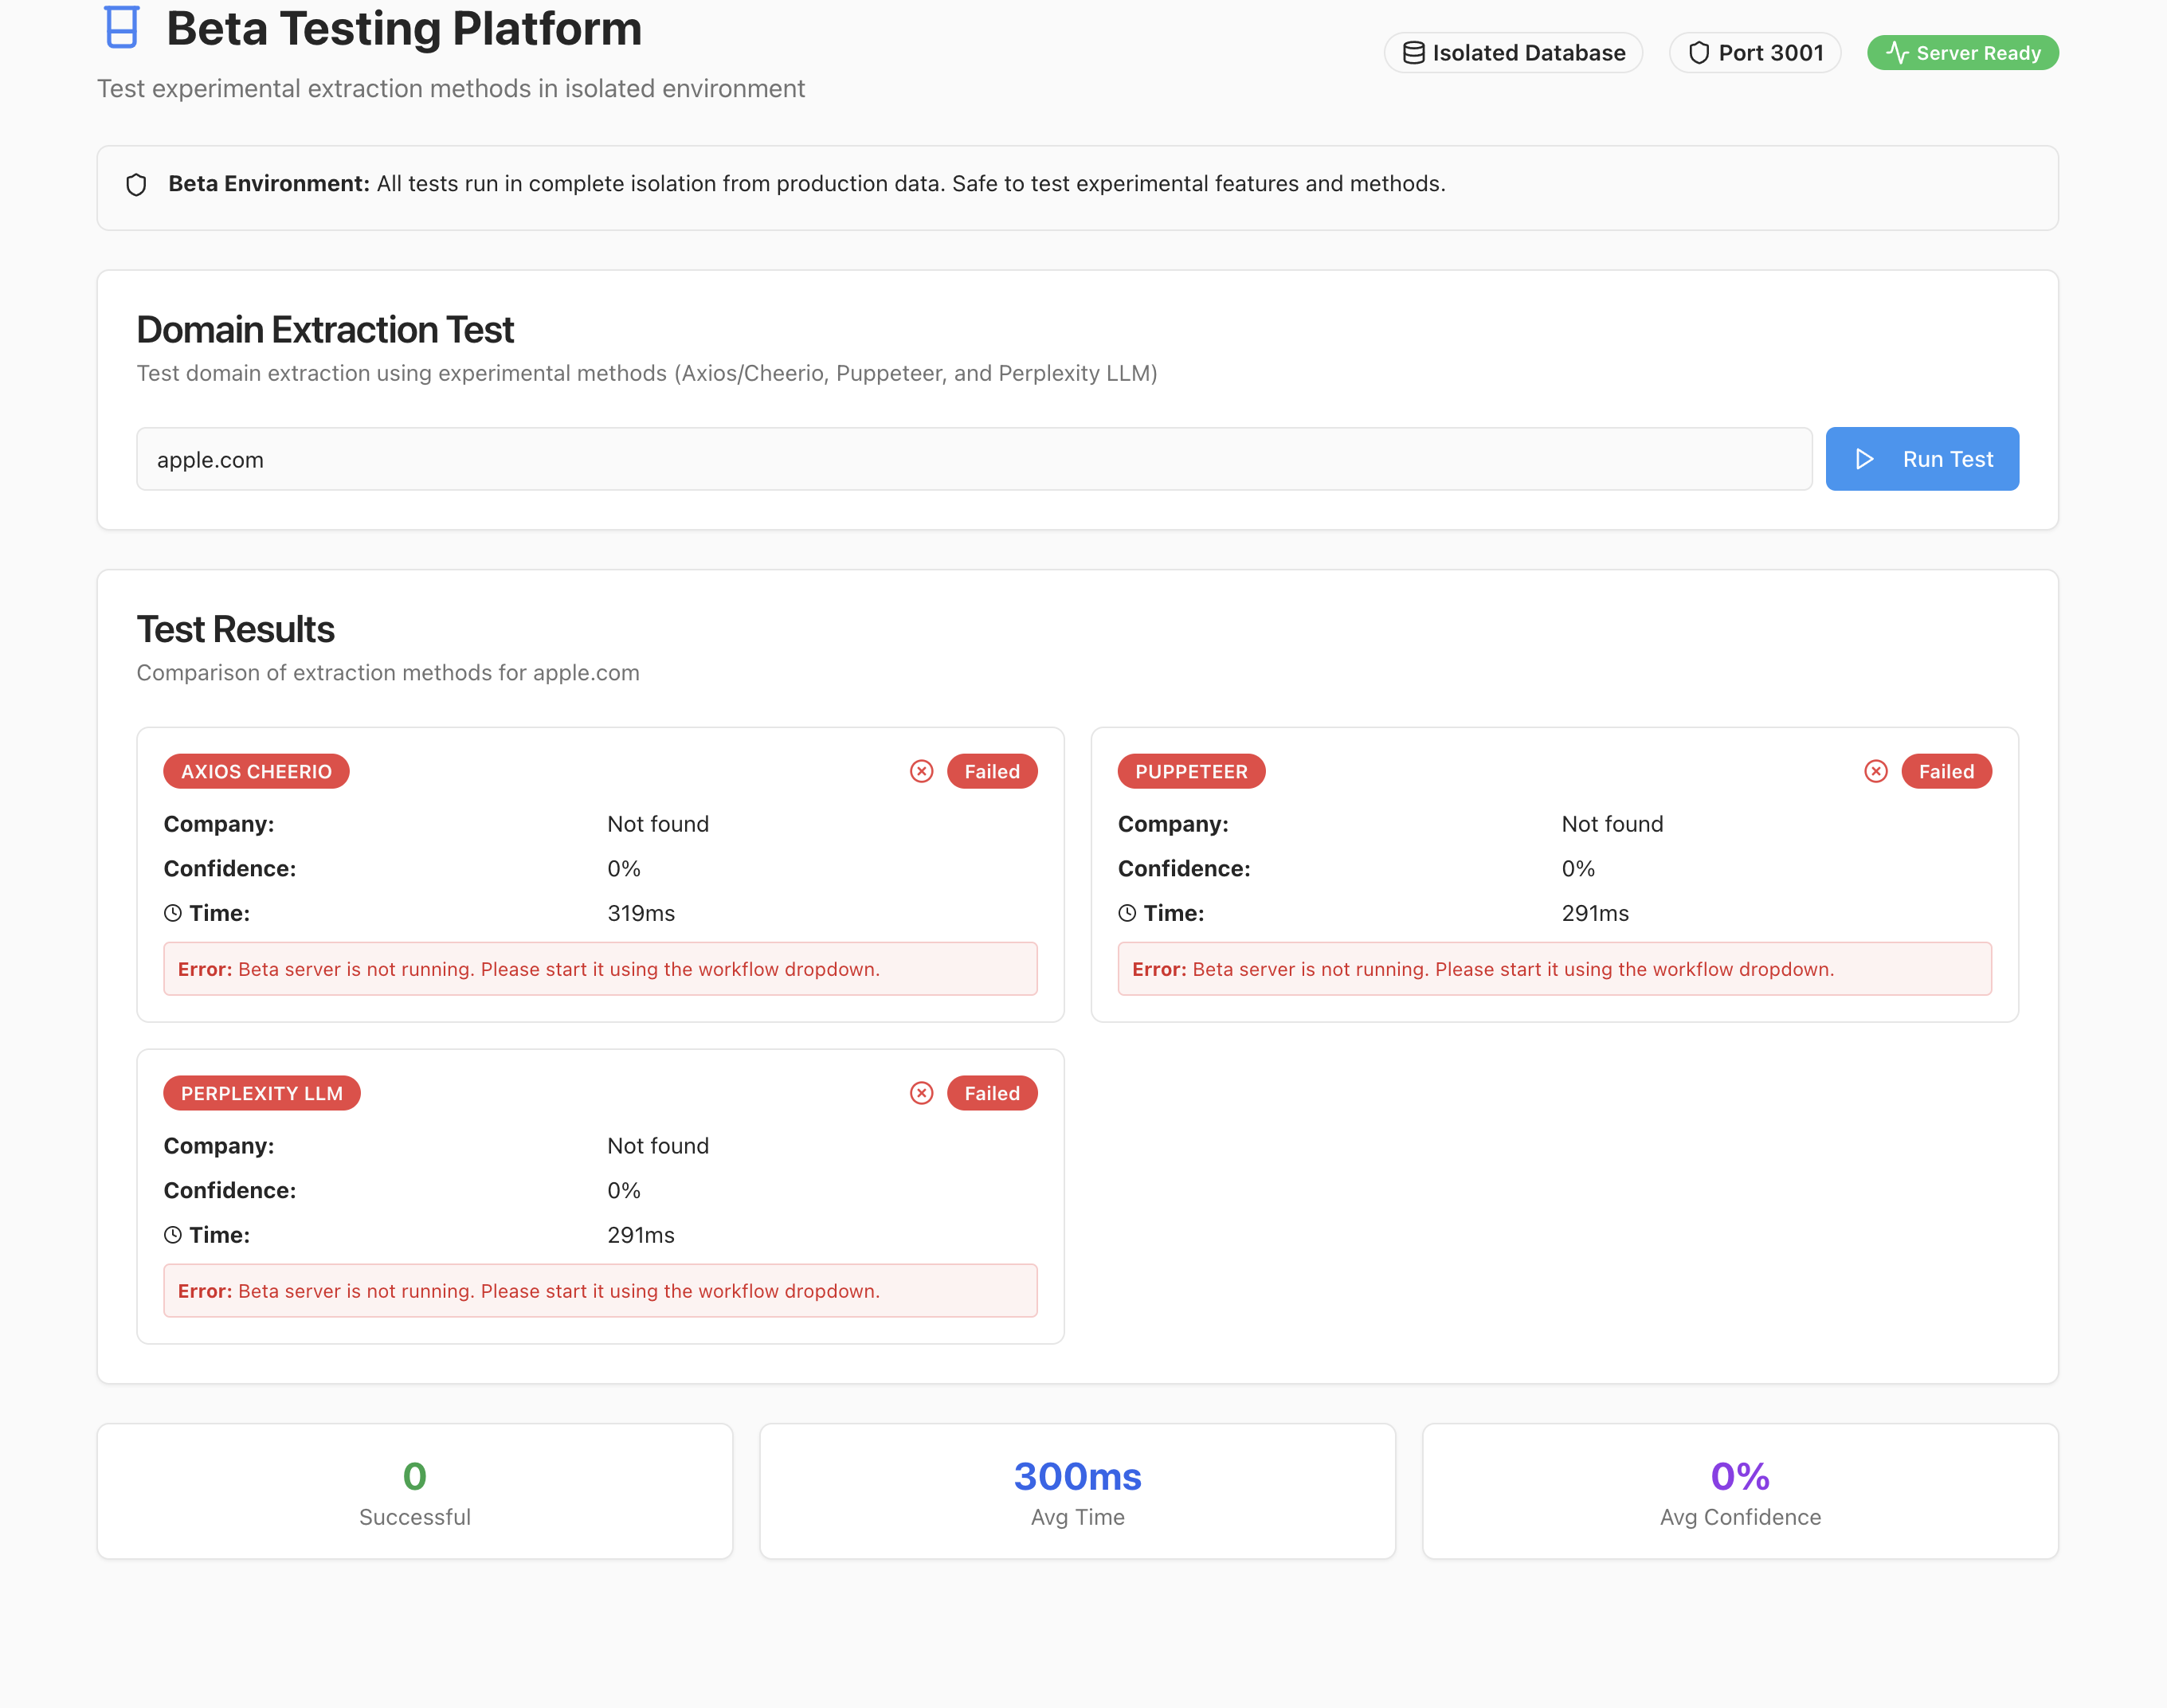 Beta Testing Platform
Test experimental extraction methods in isolated environment
Isolated Database
Port 3001
Server Ready
Beta Environment: All tests run in complete isolation from production data. Safe to test experimental features and methods.
Domain Extraction Test
Test domain extraction using experimental methods (Axios/Cheerio, Puppeteer, and Perplexity LLM)
apple.com
Run Test
Test Results
Comparison of extraction methods for apple.com
AXIOS CHEERIO
Failed
Company: Not found
Confidence: 0%
Time: 319ms
Error: Beta server is not running. Please start it using the workflow dropdown.
PUPPETEER
Failed
Company: Not found
Confidence: 0%
Time: 291ms
Error: Beta server is not running. Please start it using the workflow dropdown.
PERPLEXITY LLM
Failed
Company: Not found
Confidence: 0%
Time: 291ms
Error: Beta server is not running. Please start it using the workflow dropdown.
0
Successful
300ms
Avg Time
0%
Avg Confidence